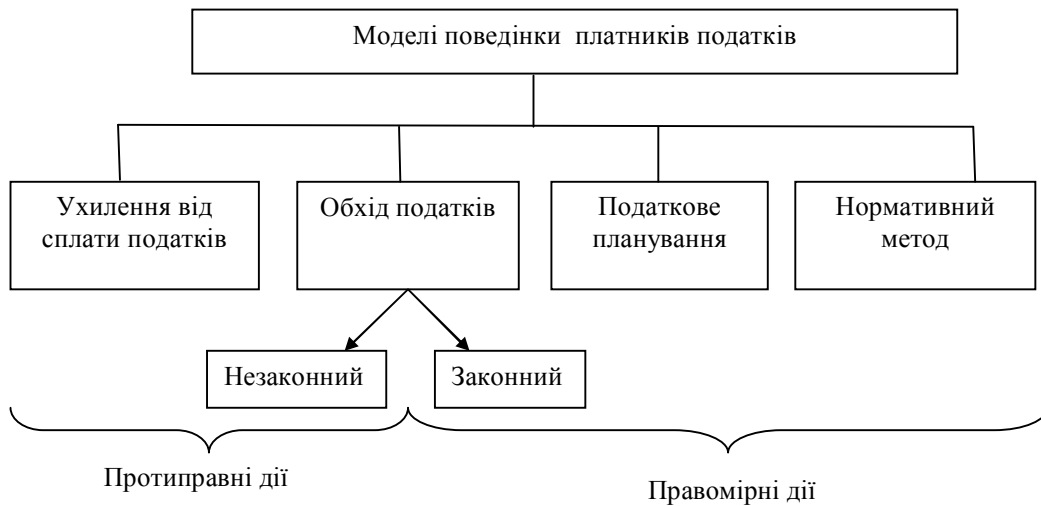 Моделі поведінки платників податків
Ухилення від
сплати податків
Обхід податків
Податкове
планування
Нормативний
метод
Незаконний
Законний
Протиправні дії
Правомірні дії